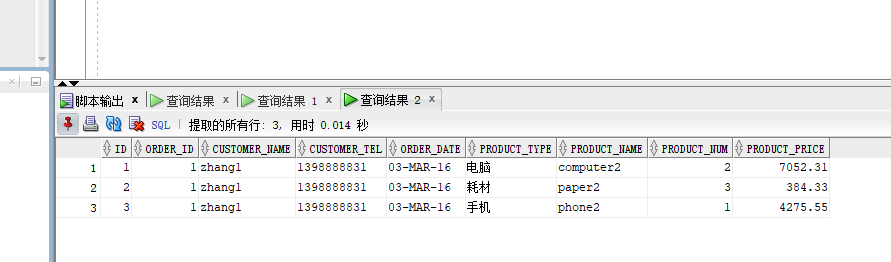 脚本输出 x 查询结果 x 查询结果 1 x 查询结果 2 x
SQL | 提取的所有行: 3, 用时 0.014 秒
ID ORDER_ID CUSTOMER_NAME CUSTOMER_TEL ORDER_DATE PRODUCT_TYPE PRODUCT_NAME PRODUCT_NUM PRODUCT_PRICE
1 1 1 zhang1 1398888831 03-MAR-16 电脑 computer2 2 7052.31
2 2 1 zhang1 1398888831 03-MAR-16 耗材 paper2 3 384.33
3 3 1 zhang1 1398888831 03-MAR-16 手机 phone2 1 4275.55